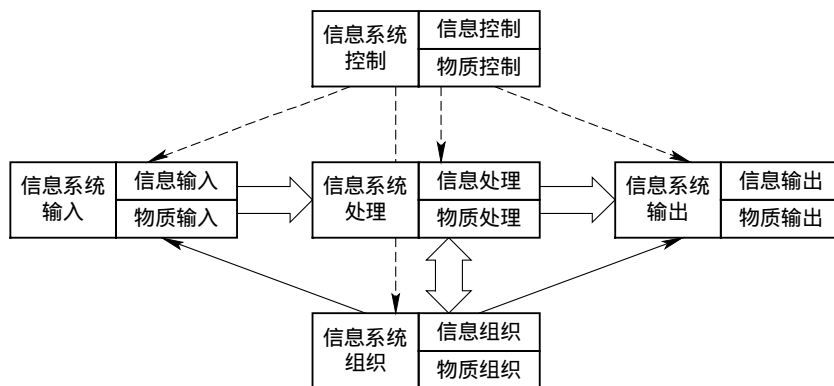 信息系统
控制
信息控制
物质控制
信息系统
输入
信息输入
物质输入
信息系统
处理
信息处理
物质处理
信息系统
输出
信息输出
物质输出
信息系统
组织
信息组织
物质组织